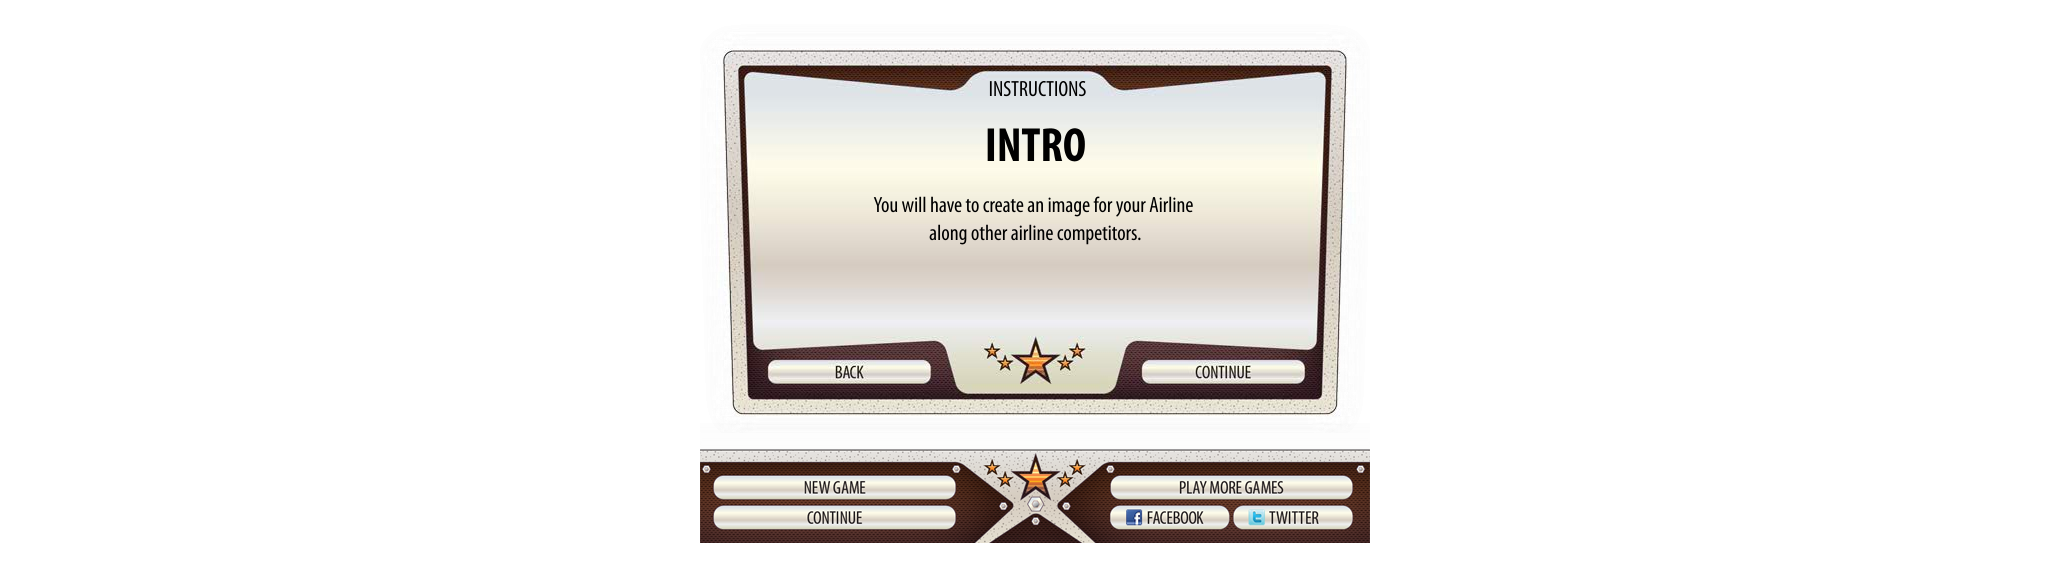 INSTRUCTIONS
INTRO
You will have to create an image for your Airline
along other airline competitors.
BACK
CONTINUE
NEW GAME
PLAY MORE GAMES
CONTINUE
FACEBOOK
TWITTER